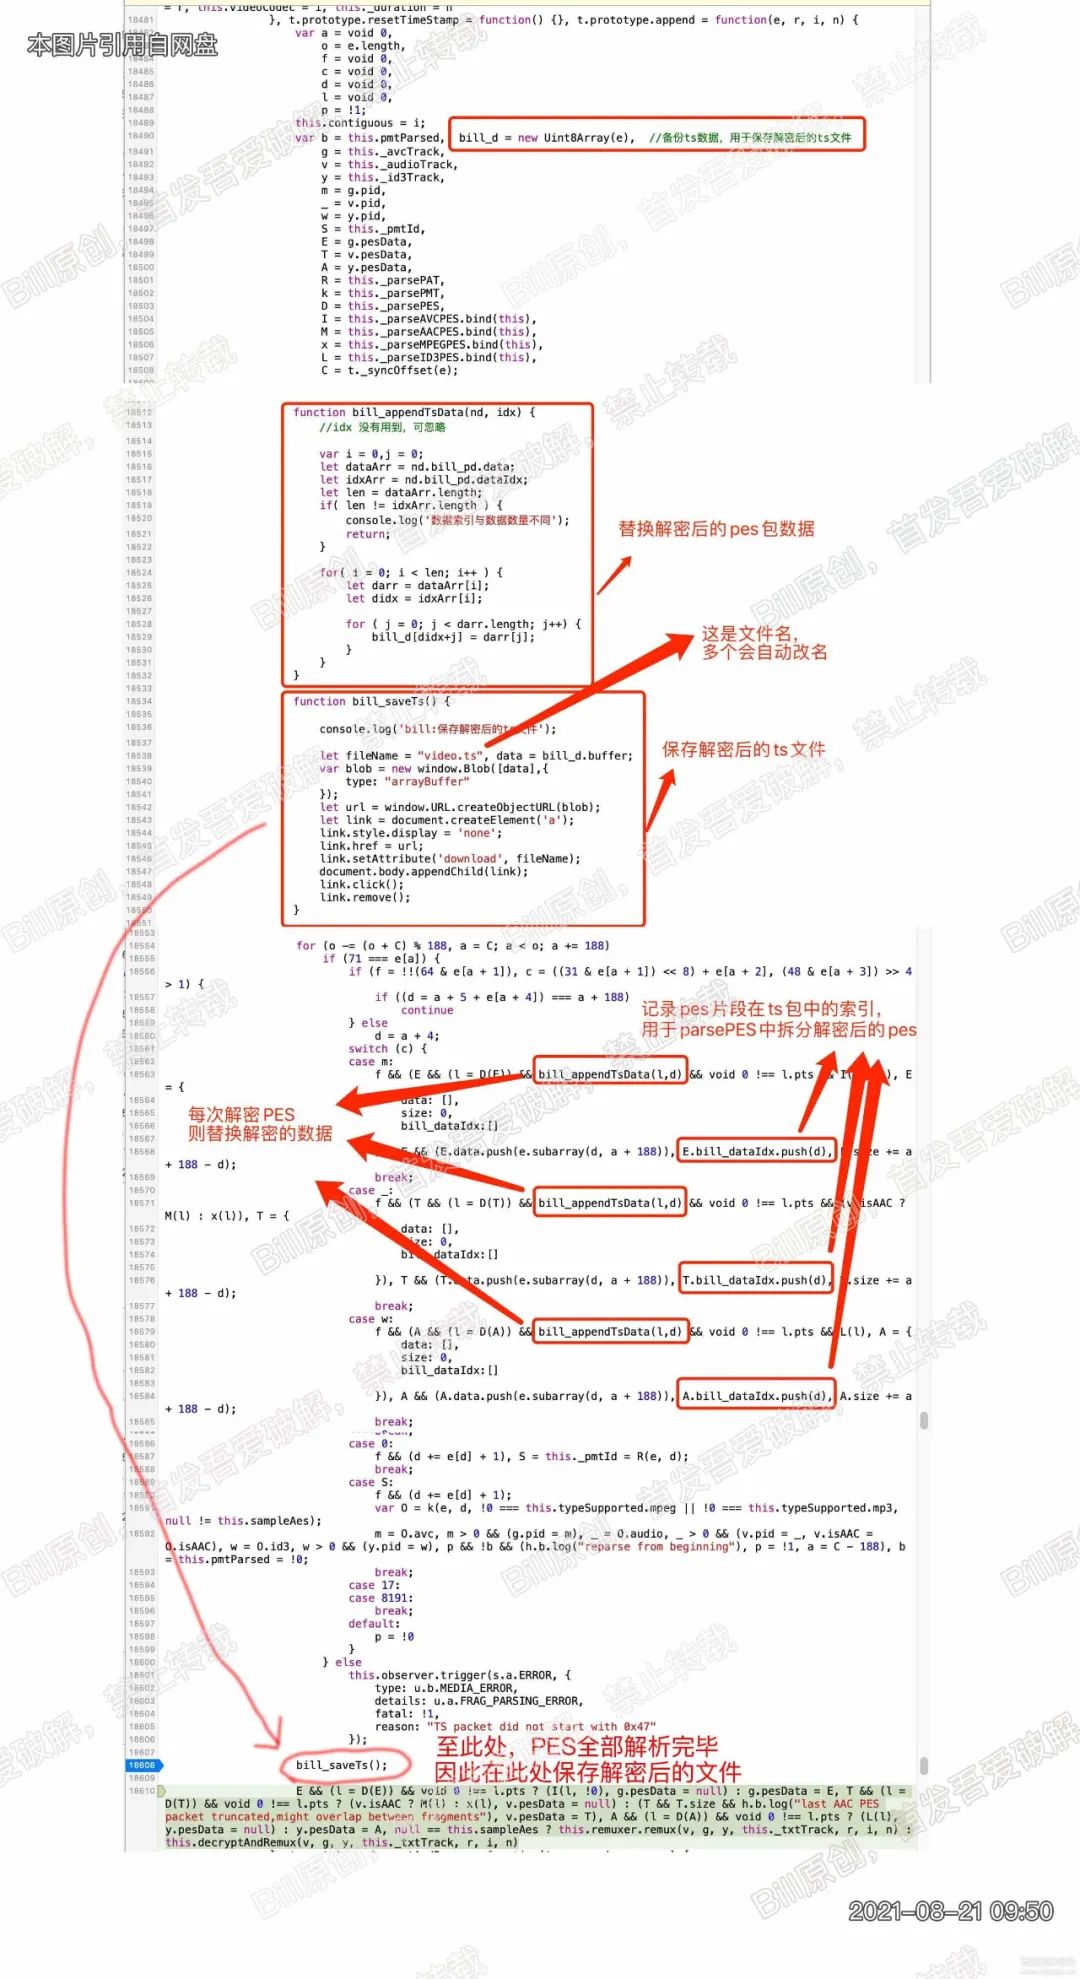 = r, this.videoCodec = i, this._duration = n
18481 }, t.prototype.resetTimeStamp = function() {}, t.prototype.append = function(e, r, i, n) {
var a = void 0,
本图片引用自网盘
o = e.length,
18484 f = void 0,
18485 c = void 0,
18486 d = void 0,
18487 l = void 0,
18488 p = !1;
18489 this.contiguous = i;
18490 var b = this.pmtParsed, bill_d = new Uint8Array(e), //备份ts数据，用于保存解密后的ts文件
18491 g = this._avcTrack,
18492 v = this._audioTrack,
18493 y = this._id3Track,
18494 m = g.pid,
18495 _ = v.pid,
18496 w = y.pid,
18497 S = this._pmtId,
18498 E = g.pesData,
18499 T = v.pesData,
18500 A = y.pesData,
18501 R = this._parsePAT,
18502 k = this._parsePMT,
18503 D = this._parsePES,
18504 I = this._parseAVCPES.bind(this),
18505 M = this._parseAACPES.bind(this),
18506 x = this._parseMPEGPES.bind(this),
18507 L = this._parseID3PES.bind(this),
18508 C = t._syncOffset(e);
18512 function bill_appendTsData(nd, idx) {
18513 //idx 没有用到，可忽略
18514
18515 var i = 0,j = 0;
18516 let dataArr = nd.bill_pd.data;
18517 let idxArr = nd.bill_pd.dataIdx;
18518 let len = dataArr.length;
18519 if( len != idxArr.length ) {
18520 console.log('数据索引与数据数量不同');
18521 return;
18522 }
替换解密后的pes包数据
18523
18524 for( i = 0; i < len; i++ ) {
18525 let darr = dataArr[i];
18526 let didx = idxArr[i];
18527
18528 for ( j = 0; j < darr.length; j++) {
18529 bill_d[didx+j] = darr[j];
18530 }
18531 }
18532 }
这是文件名，
多个会自动改名
18533
18534 function bill_saveTs() {
18535
18536 console.log('bill:保存解密后的ts文件');
18537
18538 let fileName = "video.ts", data = bill_d.buffer;
18539 var blob = new window.Blob([data],{
18540 type: "arrayBuffer"
18541 });
保存解密后的ts文件
18542 let url = window.URL.createObjectURL(blob);
18543 let link = document.createElement('a');
18544 link.style.display = 'none';
18545 link.href = url;
18546 link.setAttribute('download', fileName);
18547 document.body.appendChild(link);
18548 link.click();
18549 link.remove();
18550 }
18551
18553
18554 for (o -= (o + C) % 188, a = C; a < o; a += 188)
18555 if (71 === e[a]) {
18556 if (f = !!(64 & e[a + 1]), c = ((31 & e[a + 1]) << 8) + e[a + 2], (48 & e[a + 3]) >> 4
> 1) {
18557 if ((d = a + 5 + e[a + 4]) === a + 188)
18558 continue
18559 } else
18560 d = a + 4;
18561 switch (c) {
记录pes片段在ts包中的索引，
用于parsePES中拆分解密后的pes
18562 case m:
18563 f && (E && (l = D(E)) && bill_appendTsData(l,d) && void 0 !== l.pts && I(l, !1), E
= {
18564 data: [],
18565 size: 0,
18566 bill_dataIdx:[]
每次解密PES
则替换解密的数据
18567
18568 E && (E.data.push(e.subarray(d, a + 188)), E.bill_dataIdx.push(d), E.size += a
+ 188 - d);
18569 break;
18570 case _:
18571 f && (T && (l = D(T)) && bill_appendTsData(l,d) && void 0 !== l.pts && (v.isAAC ?
M(l) : x(l)), T = {
18572 data: [],
18573 size: 0,
18574 bill_dataIdx:[]
18575
18576 }), T && (T.data.push(e.subarray(d, a + 188)), T.bill_dataIdx.push(d), T.size += a
+ 188 - d);
18577 break;
18578 case w:
18579 f && (A && (l = D(A)) && bill_appendTsData(l,d) && void 0 !== l.pts && L(l), A = {
18580 data: [],
18581 size: 0,
18582 bill_dataIdx:[]
18583
18584 }), A && (A.data.push(e.subarray(d, a + 188)), A.bill_dataIdx.push(d), A.size += a
+ 188 - d);
18585 break;
18586 case 0:
18587 f && (d += e[d] + 1), S = this._pmtId = R(e, d);
18588 break;
18589 case S:
18590 f && (d += e[d] + 1);
18591 var O = k(e, d, !0 === this.typeSupported.mpeg || !0 === this.typeSupported.mp3,
null != this.sampleAes);
18592 m = O.avc, m > 0 && (g.pid = m), _ = O.audio, _ > 0 && (v.pid = _, v.isAAC =
O.isAAC), w = O.id3, w > 0 && (y.pid = w), p && !b && (h.b.log("reparse from beginning"), p = !1, a = C - 188), b
= this.pmtParsed = !0;
18593 break;
18594 case 17:
18595 case 8191:
18596 break;
18597 default:
18598 p = !0
18599 }
18600 } else
18601 this.observer.trigger(s.a.ERROR, {
18602 type: u.b.MEDIA_ERROR,
18603 details: u.a.FRAG_PARSING_ERROR,
18604 fatal: !1,
18605 reason: "TS packet did not start with 0x47"
18606 });
18607
至此处，PES全部解析完毕
因此在此处保存解密后的文件
18608 bill_saveTs();
18609
18610 E && (l = D(E)) && void 0 !== l.pts ? (I(l, !0), g.pesData = null) : g.pesData = E, T && (l =
D(T)) && void 0 !== l.pts ? (v.isAAC ? M(l) : x(l), v.pesData = null) : (T && T.size && h.b.log("last AAC PES
packet truncated,might overlap between fragments"), v.pesData = T), A && (l = D(A)) && void 0 !== l.pts ? (L(l),
y.pesData = null) : y.pesData = A, null == this.sampleAes ? this.remuxer.remux(v, g, y, this._txtTrack, r, i, n) :
this.decryptAndRemux(v, g, y, this._txtTrack, r, i, n)
2021-08-21 09:50
Bill原创，首发吾爱破解，禁止转载